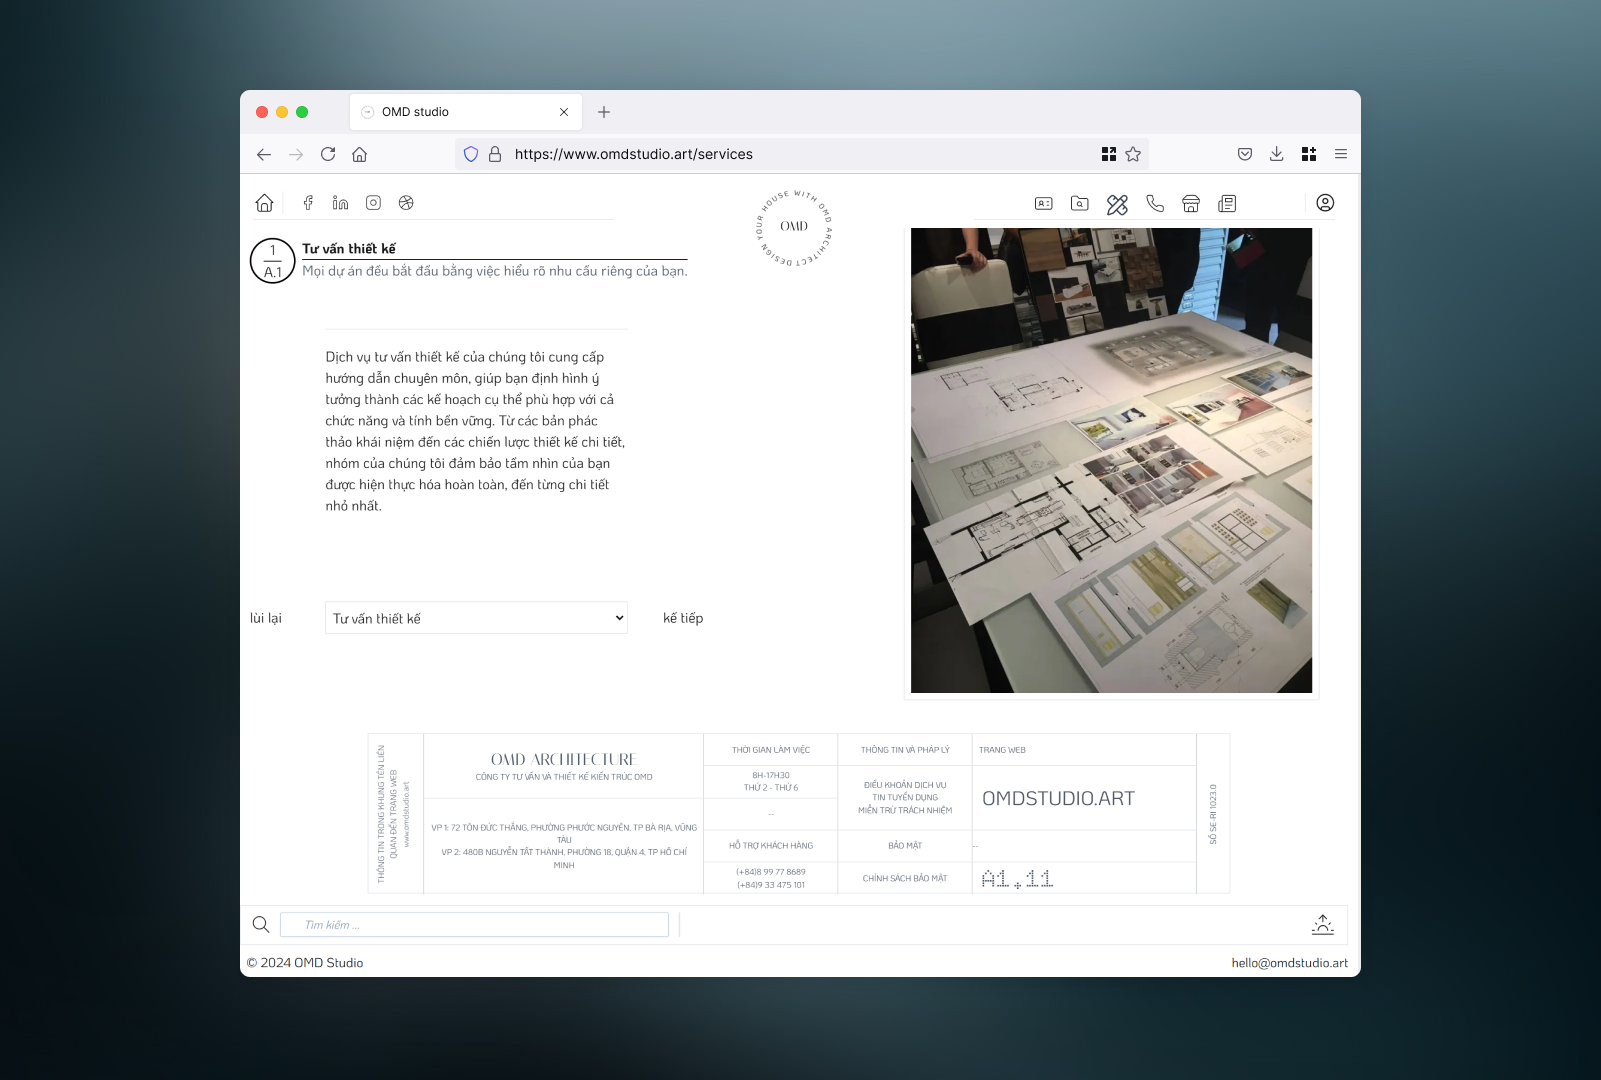 OMD studio
https://www.omdstudio.art/services
DESIGN YOUR HOUSE WITH OMD ARCHITECT
OMD
1
A.1
Tư vấn thiết kế
Mọi dự án đều bắt đầu bằng việc hiểu rõ nhu cầu riêng của bạn.
Dịch vụ tư vấn thiết kế của chúng tôi cung cấp
hướng dẫn chuyên môn, giúp bạn định hình ý
tưởng thành các kế hoạch cụ thể phù hợp với cả
chức năng và tính bền vững. Từ các bản phác
thảo khái niệm đến các chiến lược thiết kế chi tiết,
nhóm của chúng tôi đảm bảo tầm nhìn của bạn
được hiện thực hóa hoàn toàn, đến từng chi tiết
nhỏ nhất.
lùi lại
Tư vấn thiết kế
kế tiếp
THÔNG TIN TRONG KHUNG TÊN LIÊN
QUAN ĐẾN TRANG WEB
www.omdstudio.art
OMD ARCHITECTURE
CÔNG TY TƯ VẤN VÀ THIẾT KẾ KIẾN TRÚC OMD
VP 1: 72 TÔN ĐỨC THẮNG, PHƯỜNG PHƯỚC NGUYÊN, TP BÀ RỊA, VŨNG
TÀU
VP 2: 480B NGUYỄN TẤT THÀNH, PHƯỜNG 18, QUẬN 4, TP HỒ CHÍ
MINH
THỜI GIAN LÀM VIỆC
8H-17H30
THỨ 2 - THỨ 6
--
HỖ TRỢ KHÁCH HÀNG
(+84)8 99 77 8689
(+84)9 33 475 101
THÔNG TIN VÀ PHÁP LÝ
ĐIỀU KHOẢN DỊCH VỤ
TIN TUYỂN DỤNG
MIỄN TRỪ TRÁCH NHIỆM
BẢO MẬT
CHÍNH SÁCH BẢO MẬT
TRANG WEB
OMDSTUDIO.ART
--
A1.11
SỐ SE-RI 1023.0
Tìm kiếm ...
© 2024 OMD Studio
hello@omdstudio.art